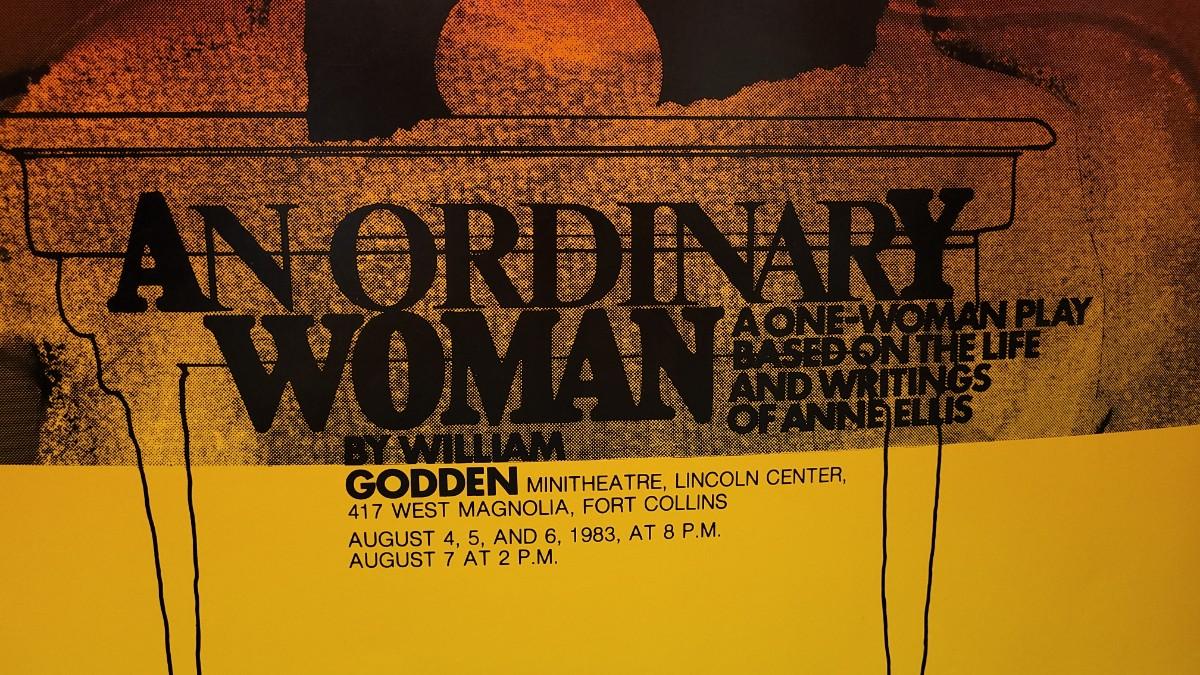 AN ORDINARY
WOMAN
A ONE-WOMAN PLAY
BASED ON THE LIFE
AND WRITINGS
OF ANNE ELLIS
BY WILLIAM
GODDEN MINITHEATRE, LINCOLN CENTER,
417 WEST MAGNOLIA, FORT COLLINS
AUGUST 4, 5, AND 6, 1983, AT 8 P.M.
AUGUST 7 AT 2 P.M.